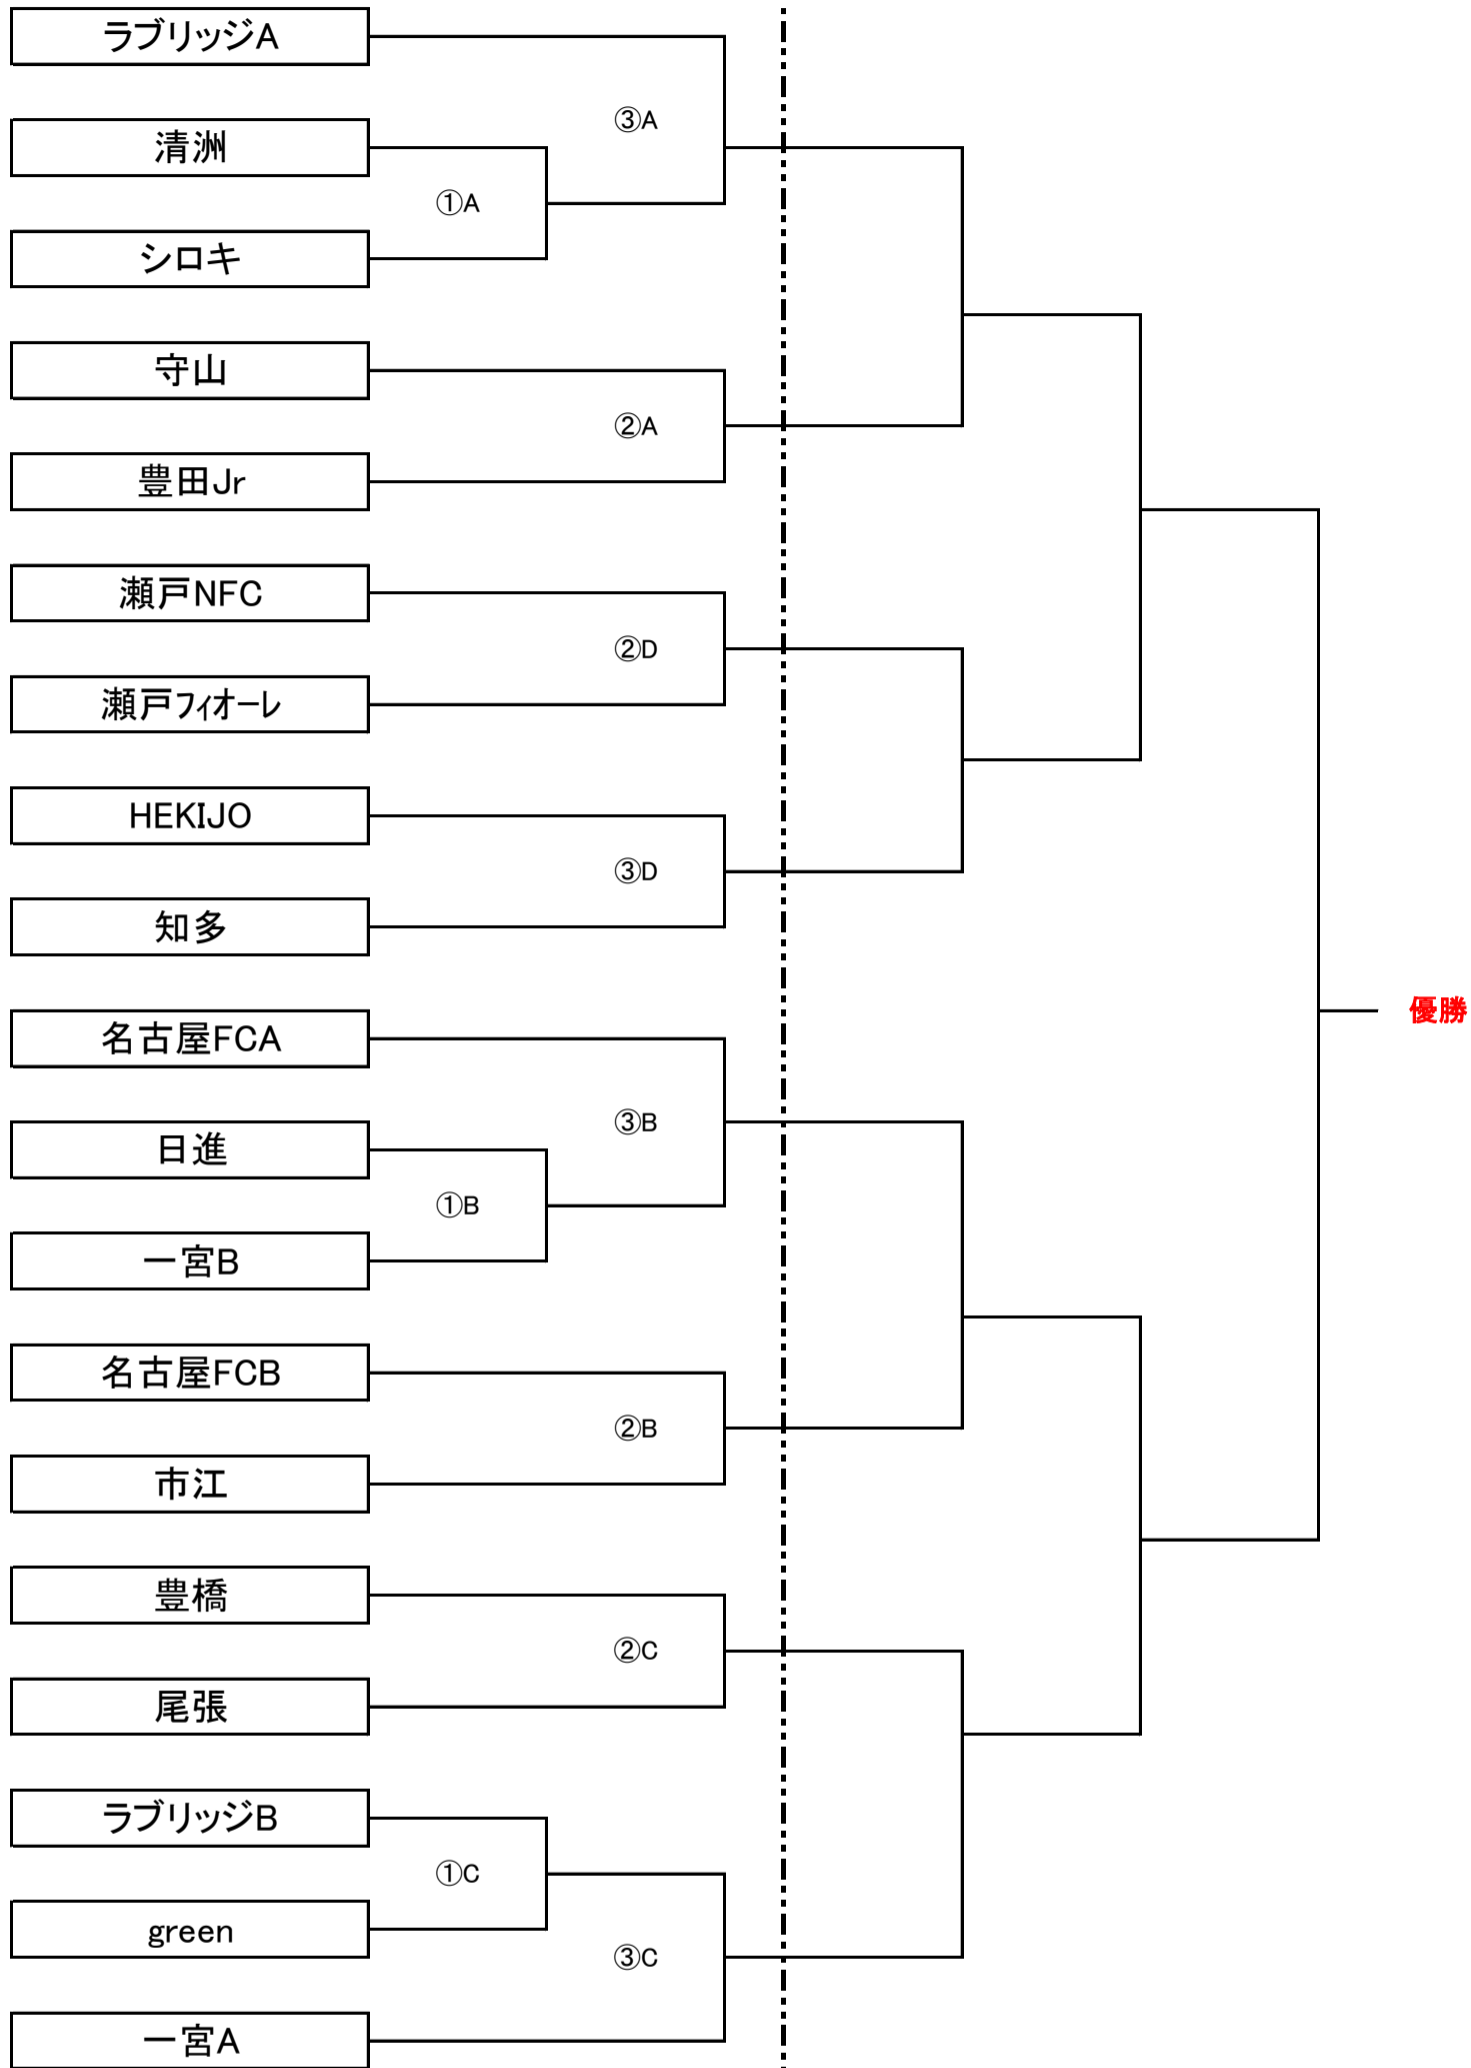 ラブリッジA
③A
清洲
①A
シロキ
守山
②A
豊田Jr
瀬戸NFC
②D
瀬戸フィオーレ
HEKIJO
③D
知多
優勝
名古屋FCA
③B
日進
①B
一宮B
名古屋FCB
②B
市江
豊橋
②C
尾張
ラブリッジB
①C
green
③C
一宮A